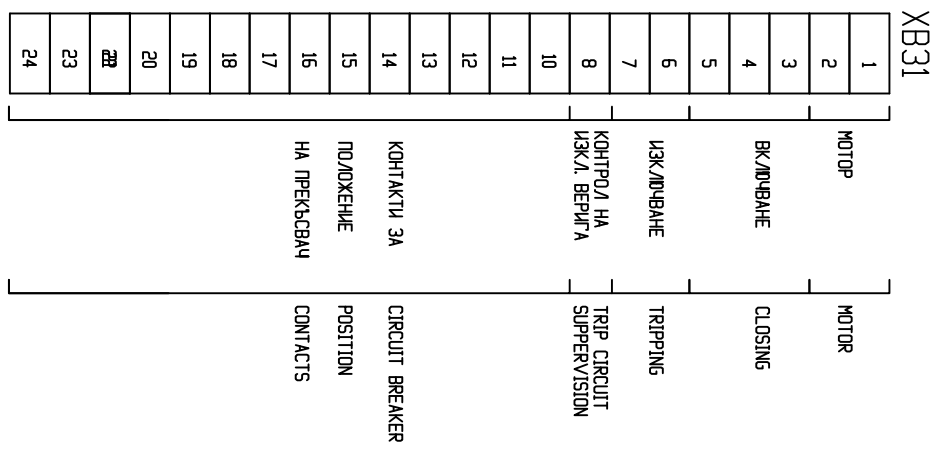 XB31
1
2
3
4
5
6
7
8
10
11
12
13
14
15
16
17
18
19
20
23
24
МОТОР
ВКЛЮЧВАНЕ
ИЗКЛЮЧВАНЕ
КОНТРОЛ НА
ИЗКЛ. ВЕРИГА
КОНТАКТИ ЗА
ПОЛОЖЕНИЕ
НА ПРЕКЪСВАЧ
MOTOR
CLOSING
TRIPPING
TRIP CIRCUIT
SUPPERVISION
CIRCUIT BREAKER
POSITION
CONTACTS